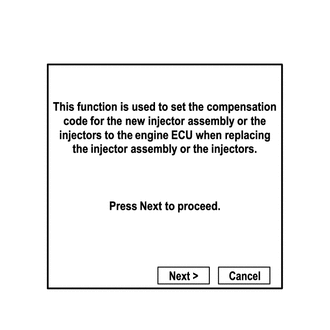 This function is used to set the compensation
code for the new injector assembly or the
injectors to the engine ECU when replacing
the injector assembly or the injectors.
Press Next to proceed.
Next > Cancel